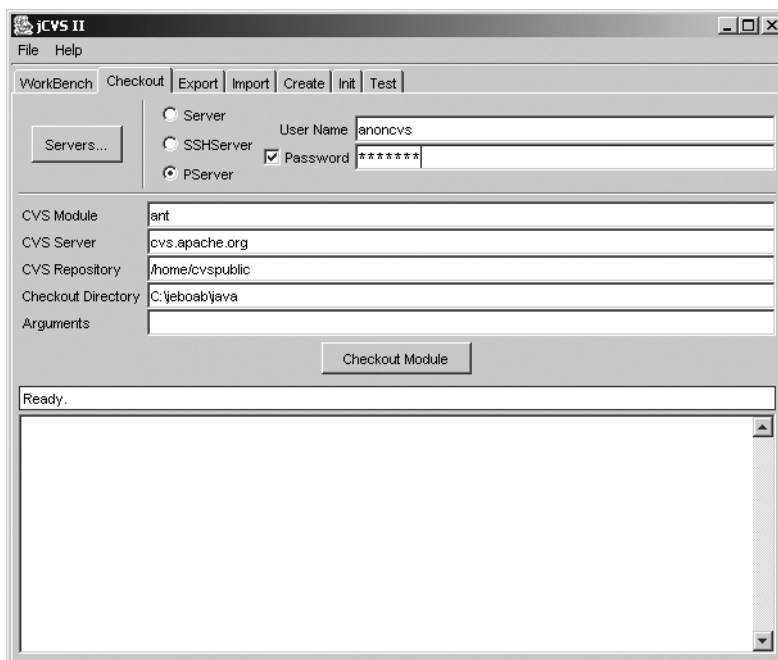 jCVS II
File Help
WorkBench Checkout Export Import Create Init Test
Servers...
Server
SSHServer
PServer
User Name anoncvs
Password *******
CVS Module ant
CVS Server cvs.apache.org
CVS Repository /home/cvspublic
Checkout Directory C:\jeboab\java
Arguments
Checkout Module
Ready.